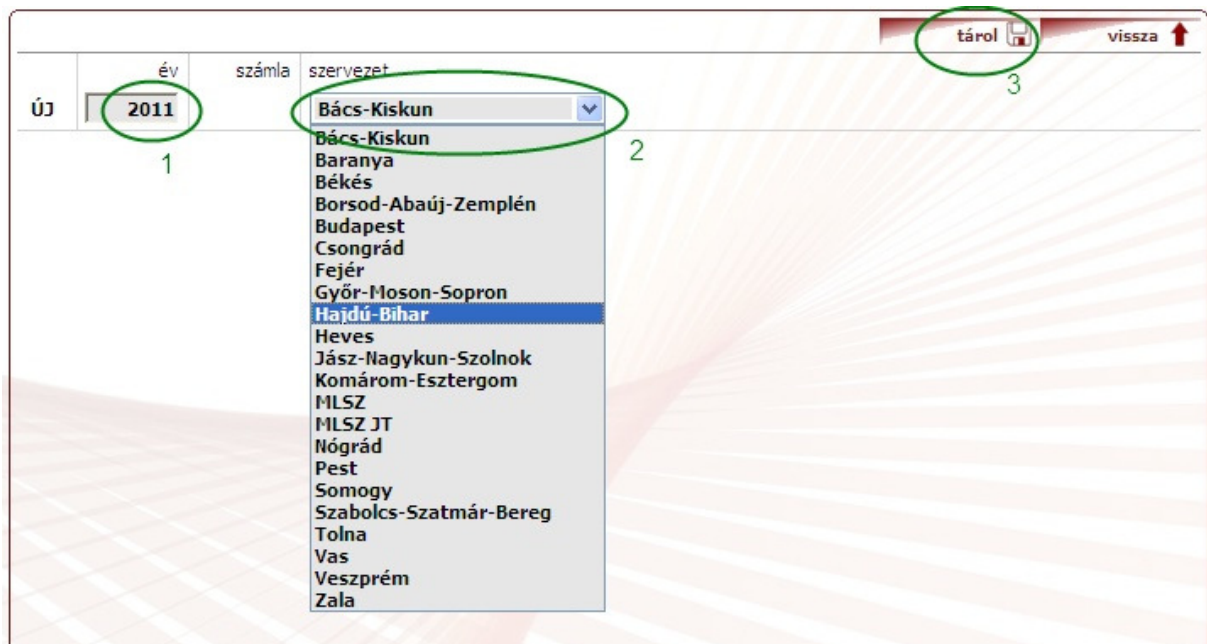 tárol vissza
3
év számla szervezet
ÚJ 2011 Bács-Kiskun
1 2
Bács-Kiskun
Baranya
Békés
Borsod-Abaúj-Zemplén
Budapest
Csongrád
Fejér
Győr-Moson-Sopron
Hajdú-Bihar
Heves
Jász-Nagykun-Szolnok
Komárom-Esztergom
MLSZ
MLSZ JT
Nógrád
Pest
Somogy
Szabolcs-Szatmár-Bereg
Tolna
Vas
Veszprém
Zala